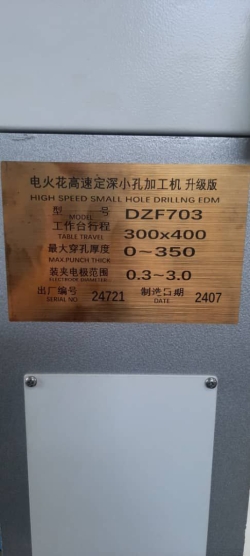 电火花高速定深小孔加工机 升级版
HIGH SPEED SMALL HOLE DRILLNG EDM
型 号 DZF703
MODEL
工作台行程 300x400
TABLE TRAVEL
最大穿孔厚度 0~350
MAX.PUNCH THICK
装夹电极范围 0.3~3.0
ELECTRODE DIAMETER
出厂编号 24721 制造日期 2407
SERIAL NO DATE